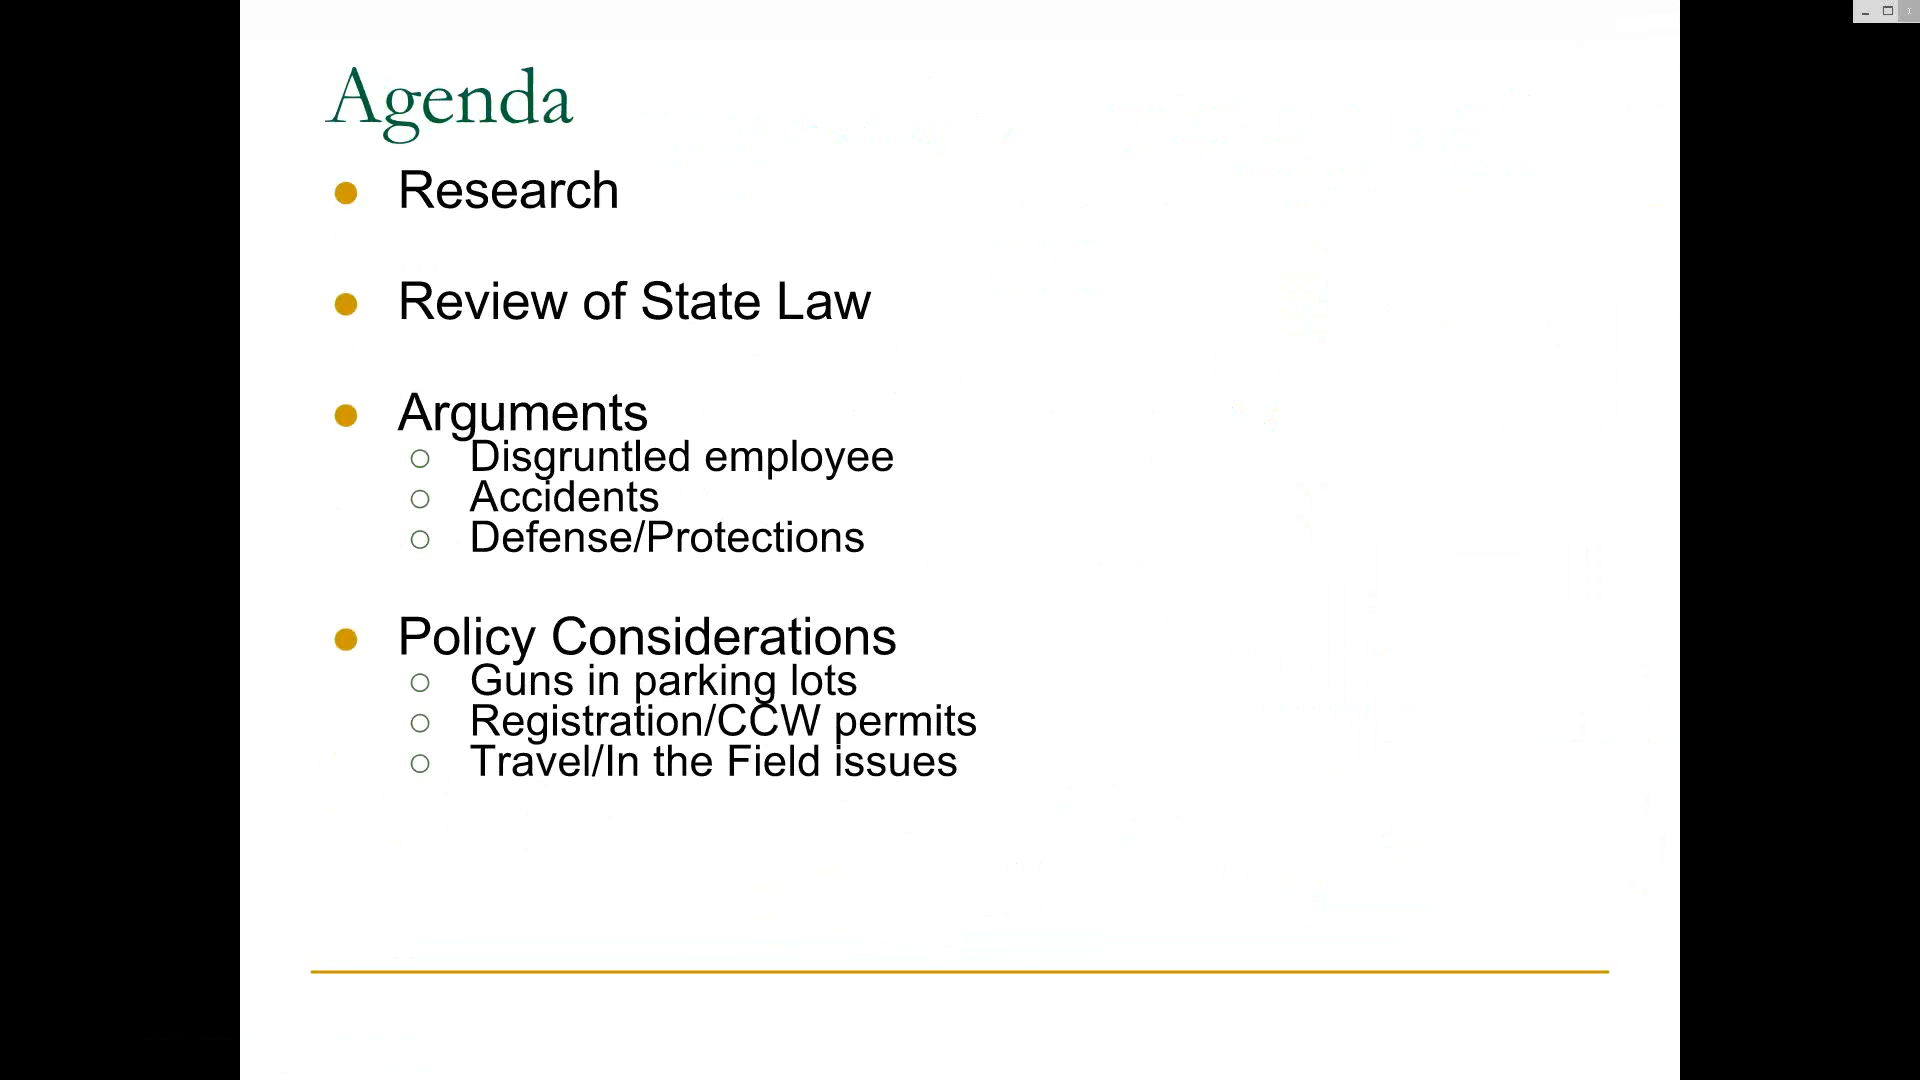 Agenda
Research
Review of State Law
Arguments
Disgruntled employee
Accidents
Defense/Protections
Policy Considerations
Guns in parking lots
Registration/CCW permits
Travel/In the Field issues